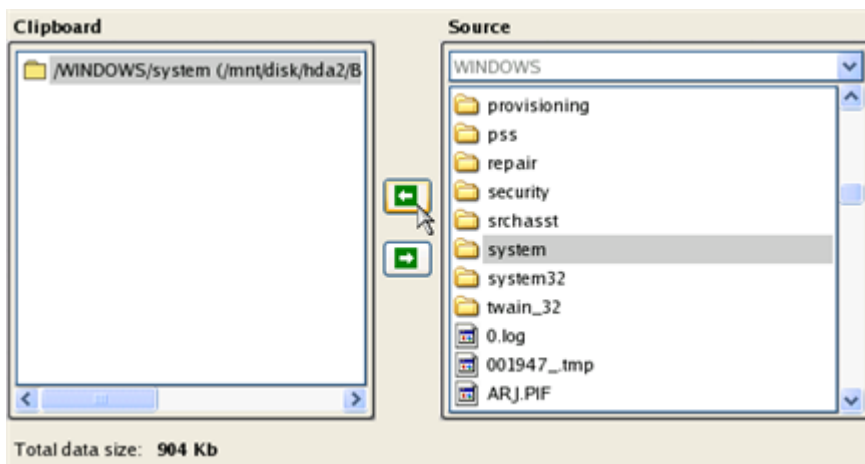 Clipboard
Source
/WINDOWS/system (/mnt/disk/hda2/B
WINDOWS
provisioning
pss
repair
security
srchasst
system
system32
twain_32
0.log
001947_.tmp
ARJ.PIF
Total data size: 904 Kb